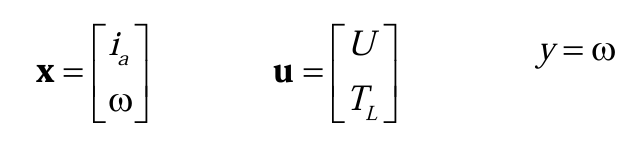 x = [i_a ω] u = [U T_L] y = ω